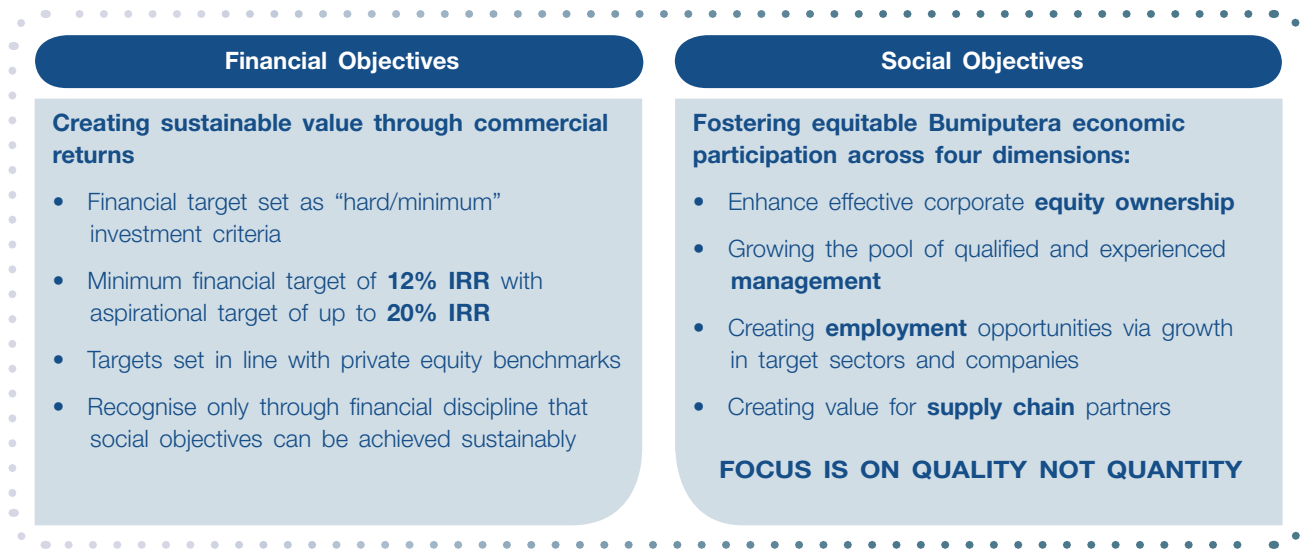 Financial Objectives
Creating sustainable value through commercial
returns
• Financial target set as “hard/minimum”
investment criteria
• Minimum financial target of 12% IRR with
aspirational target of up to 20% IRR
• Targets set in line with private equity benchmarks
• Recognise only through financial discipline that
social objectives can be achieved sustainably
Social Objectives
Fostering equitable Bumiputera economic
participation across four dimensions:
• Enhance effective corporate equity ownership
• Growing the pool of qualified and experienced
management
• Creating employment opportunities via growth
in target sectors and companies
• Creating value for supply chain partners
FOCUS IS ON QUALITY NOT QUANTITY